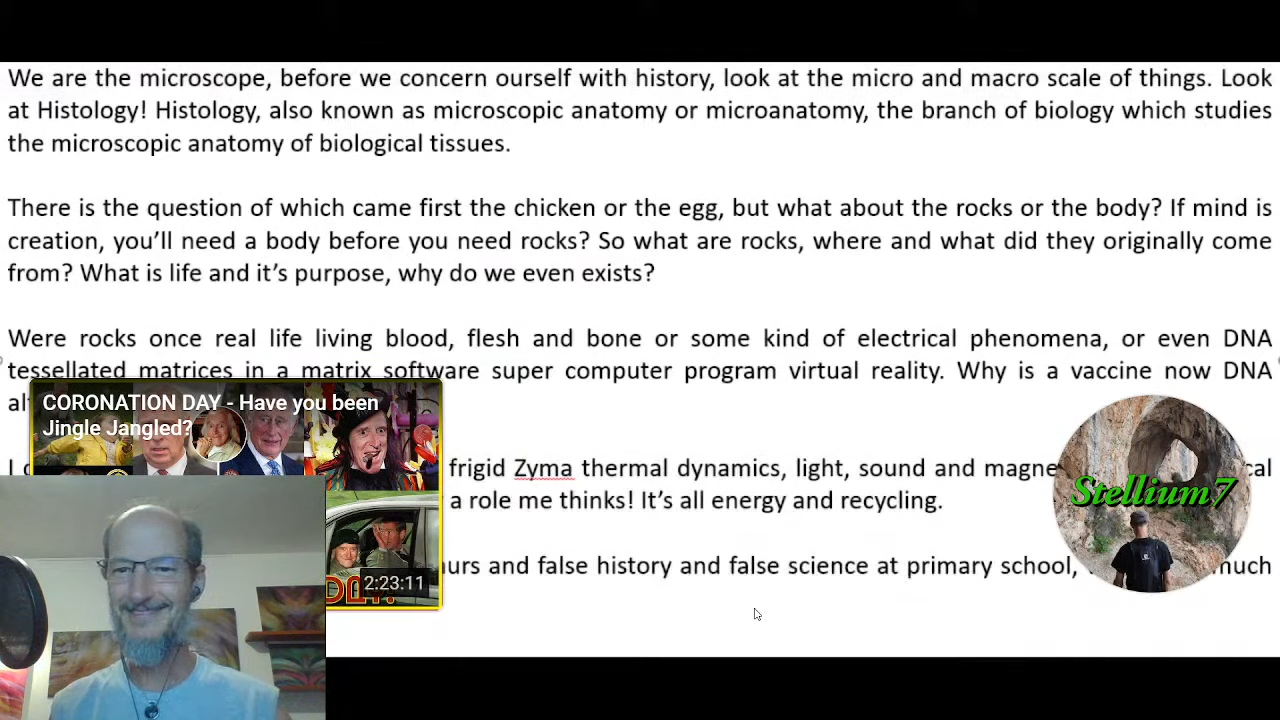 We are the microscope, before we concern ourself with history, look at the micro and macro scale of things. Look
at Histology! Histology, also known as microscopic anatomy or microanatomy, the branch of biology which studies
the microscopic anatomy of biological tissues.
There is the question of which came first the chicken or the egg, but what about the rocks or the body? If mind is
creation, you’ll need a body before you need rocks? So what are rocks, where and what did they originally come
from? What is life and it’s purpose, why do we even exists?
Were rocks once real life living blood, flesh and bone or some kind of electrical phenomena, or even DNA
tessellated matrices in a matrix software super computer program virtual reality. Why is a vaccine now DNA
CORONATION DAY - Have you been
Jingle Jangled?
frigid Zyma thermal dynamics, light, sound and
a role me thinks! It’s all energy and recycling.
Stellium7
and false history and false science at primary school,
2:23:11